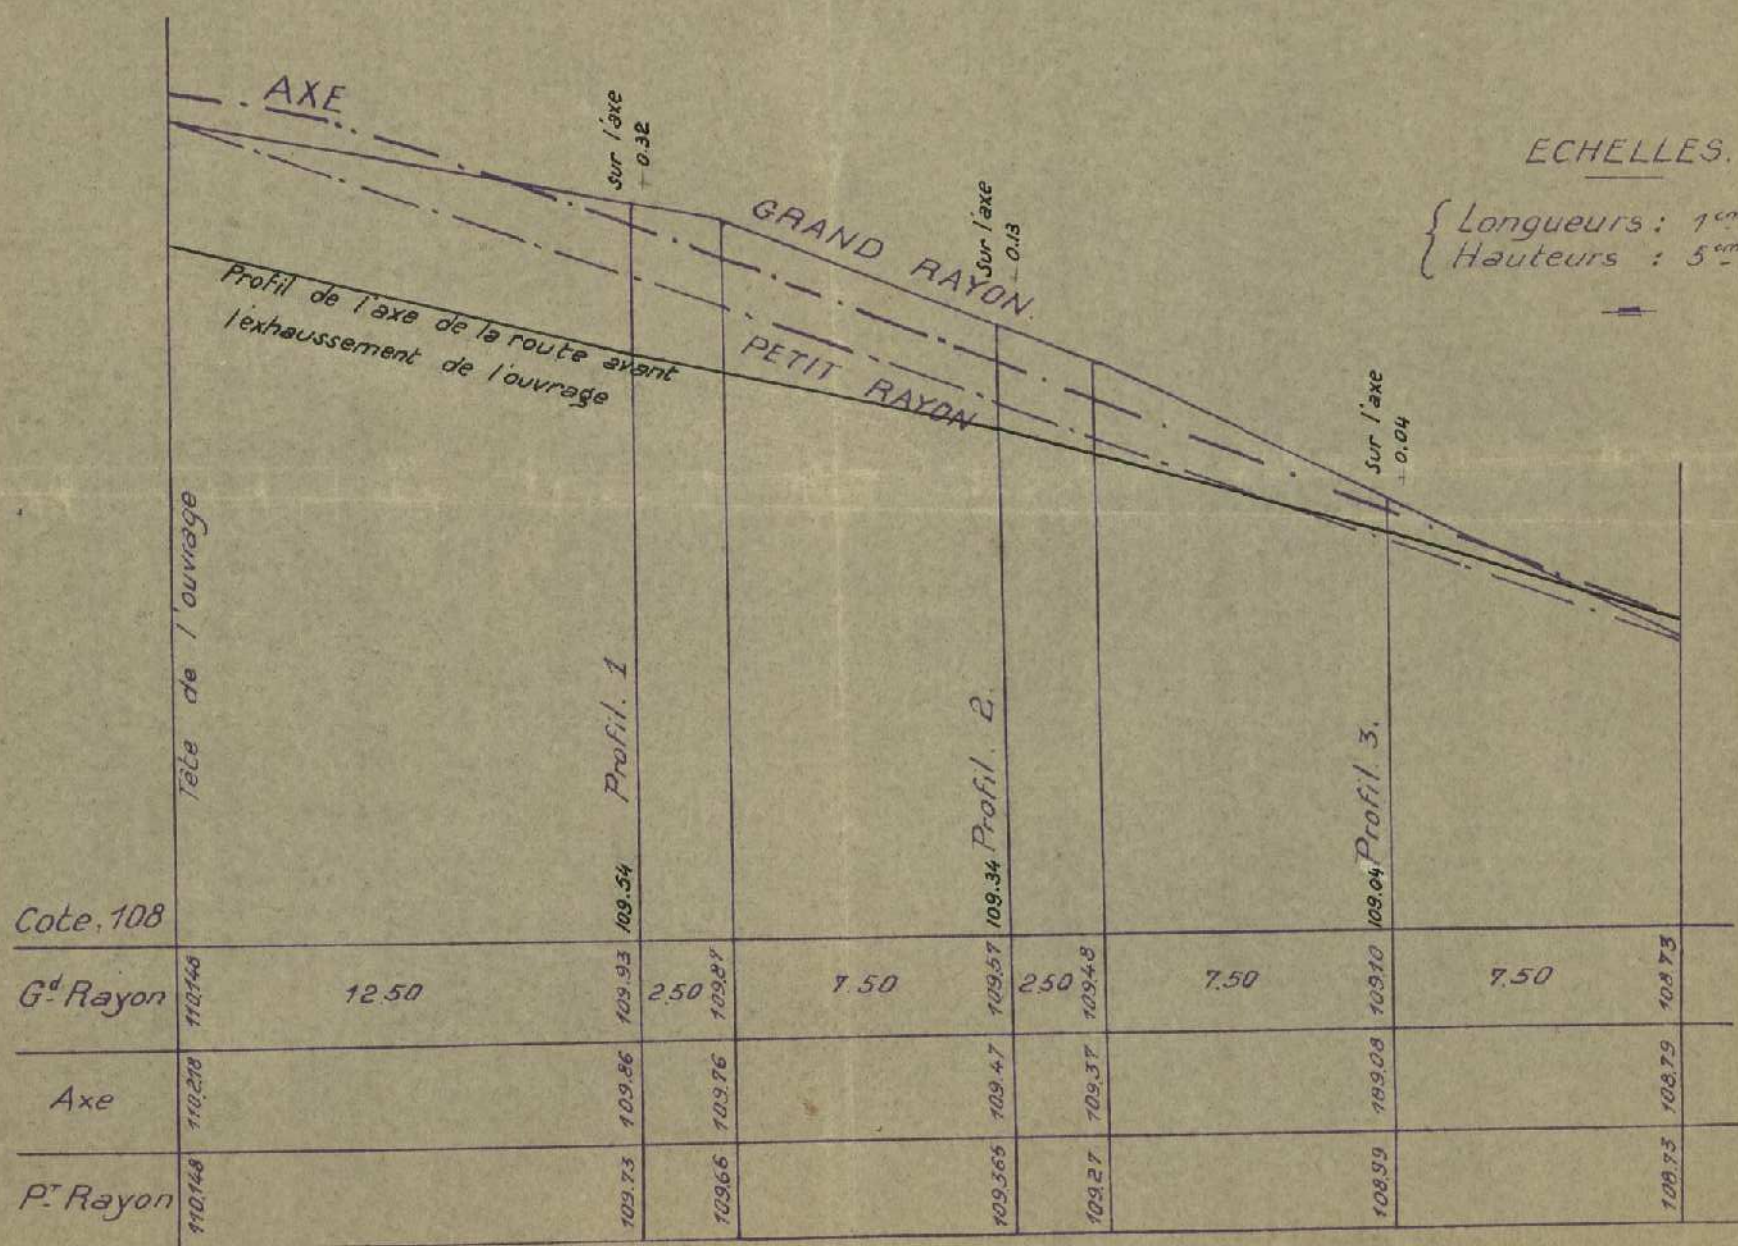 AXE
sur l'axe
+ 0.32
GRAND RAYON.
Sur l'axe
+ 0.13
Sur l'axe
+ 0.04
ECHELLES.
Longueurs : 1cm
Hauteurs : 5cm
Profil de l'axe de la route avant
l'exhaussement de l'ouvrage
PETIT RAYON
Tête de l'ouvrage
Profil. 1
Profil. 2.
Profil. 3.
109.54
109.34
109.04
Cote. 108
Gd Rayon 110,148 12.50 109.93 2.50 109.87 7.50 109.57 2.50 109.48 7.50 109.10 7.50 108.73
Axe 110,218 109.86 109.76 109.47 109.37 189.08 108.79
Pt Rayon 110,148 109.73 109.66 109.365 109.27 108.99 108.73